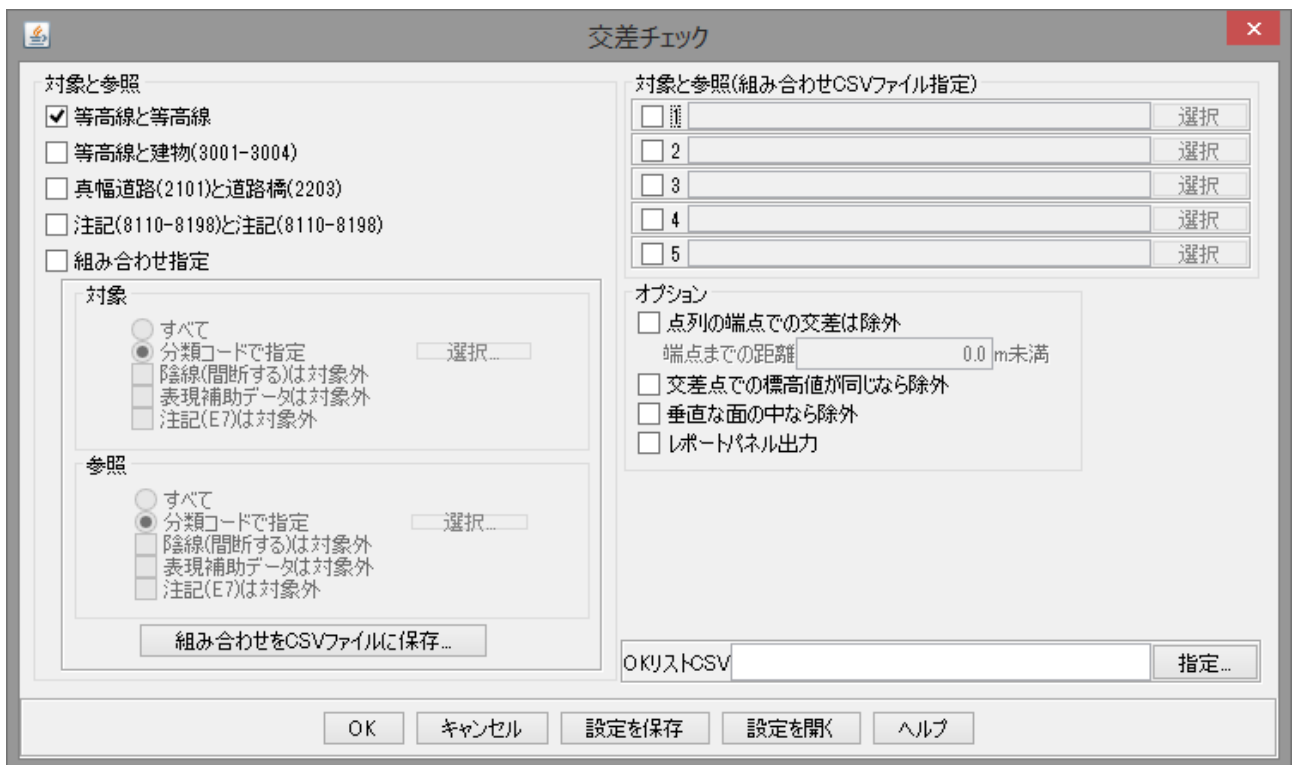 交差チェック
対象と参照
等高線と等高線
等高線と建物(3001-3004)
真幅道路(2101)と道路橋(2203)
注記(8110-8198)と注記(8110-8198)
組み合わせ指定
対象
すべて
分類コードで指定 選択...
陰線(間断する)は対象外
表現補助データは対象外
注記(E7)は対象外
参照
すべて
分類コードで指定 選択...
陰線(間断する)は対象外
表現補助データは対象外
注記(E7)は対象外
組み合わせをCSVファイルに保存...
対象と参照(組み合わせCSVファイル指定)
1 選択
2 選択
3 選択
4 選択
5 選択
オプション
点列の端点での交差は除外
端点までの距離 0.0 m未満
交差点での標高値が同じなら除外
垂直な面の中なら除外
レポートパネル出力
OKリストCSV 指定...
OK キャンセル 設定を保存 設定を開く ヘルプ